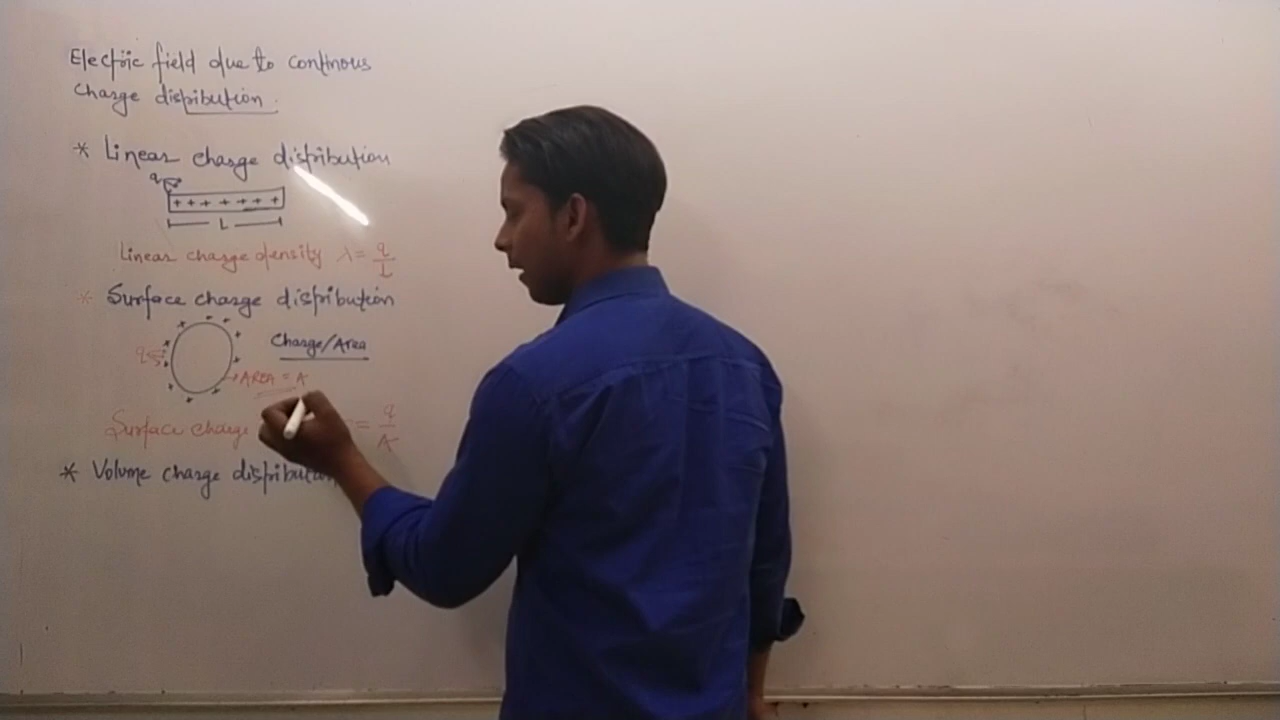 Electric field due to continous
charge distribution.
* Linear charge distribution
q
+ + + + + + +
L
Linear charge density λ = q/L
* Surface charge distribution
Charge/Area
q
AREA = A
Surface charge = q/A
* Volume charge distribution